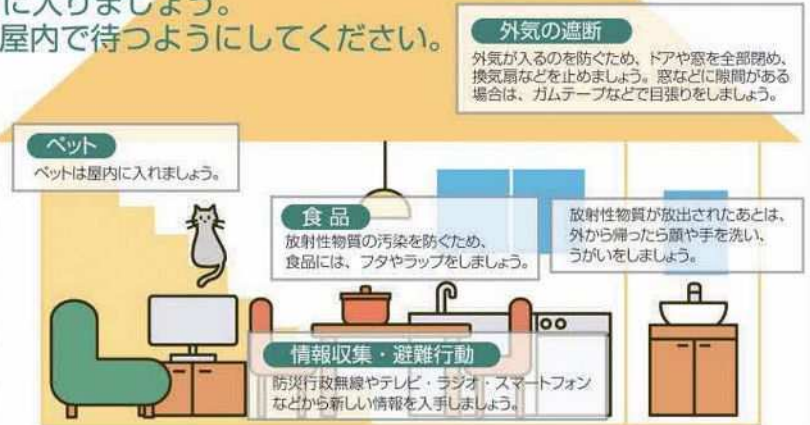 に入りましょう。
屋内で待つようにしてください。
外気の遮断
外気が入るのを防ぐため、ドアや窓を全部閉め、
換気扇などを止めましょう。窓などに隙間がある
場合は、ガムテープなどで目張りをしましょう。
ペット
ペットは屋内に入れましょう。
食品
放射性物質の汚染を防ぐため、
食品には、フタやラップをしましょう。
放射性物質が放出されたあとは、
外から帰ったら顔や手を洗い、
うがいをしましょう。
情報収集・避難行動
防災行政無線やテレビ・ラジオ・スマートフォン
などから新しい情報を入手しましょう。